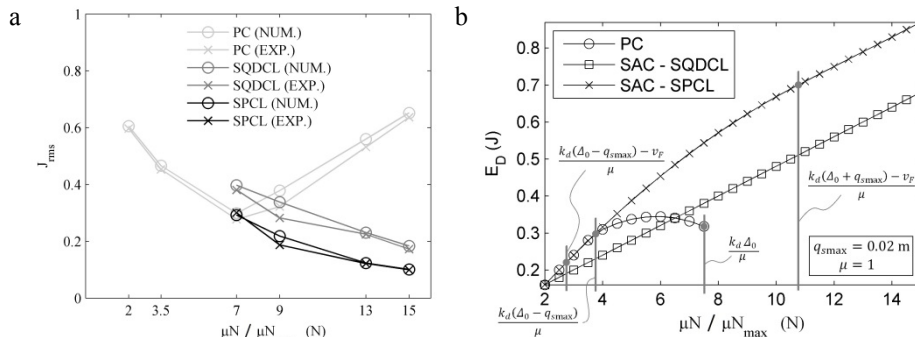 a
J_rms
1
0.8
0.6
0.4
0.2
0
2
3.5
7
9
13
15
μN / μN (N)
PC (NUM.)
PC (EXP.)
SQDCL (NUM.)
SQDCL (EXP.)
SPCL (NUM.)
SPCL (EXP.)
b
E_D (J)
0.8
0.7
0.6
0.5
0.4
0.3
0.2
2
4
6
8
10
12
14
μN / μN_max (N)
PC
SAC - SQDCL
SAC - SPCL
k_d(Δ_0 − q_smax) − v_F
μ
k_d(Δ_0 + q_smax) − v_F
μ
k_d Δ_0
μ
k_d(Δ_0 − q_smax)
μ
q_smax = 0.02 m
μ = 1